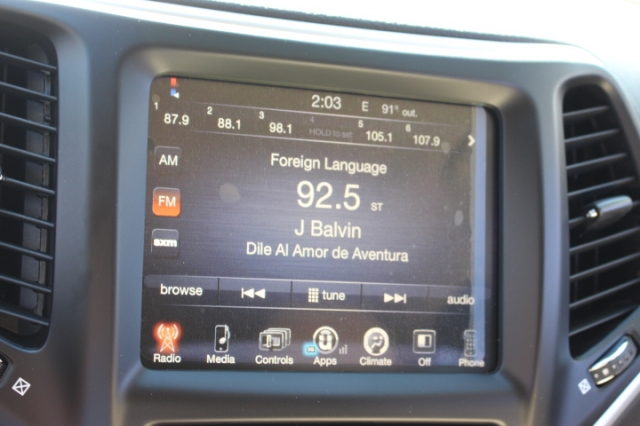 2:03 E 91° out.
1 87.9 2 88.1 3 98.1 4 HOLD to set 5 105.1 6 107.9
AM
Foreign Language
FM
92.5 ST
J Balvin
sxm
Dile Al Amor de Aventura
browse tune audio
Radio Media Controls Apps Climate Off Phone